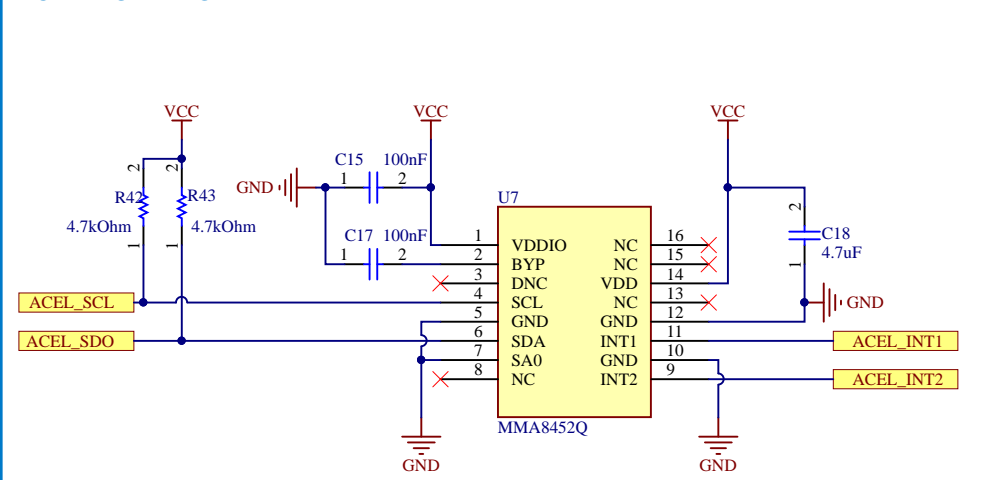 VCC
VCC
VCC
C15 100nF
GND 1 2
2 2
R42 R43
4.7kOhm 4.7kOhm
1 1
C17 100nF
1 2
U7
1 VDDIO NC 16
2 BYP NC 15
3 DNC VDD 14
4 SCL NC 13
5 GND GND 12
6 SDA INT1 11
7 SA0 GND 10
8 NC INT2 9
MMA8452Q
2
C18
4.7uF
1
GND
ACEL_SCL
ACEL_SDO
ACEL_INT1
ACEL_INT2
GND
GND